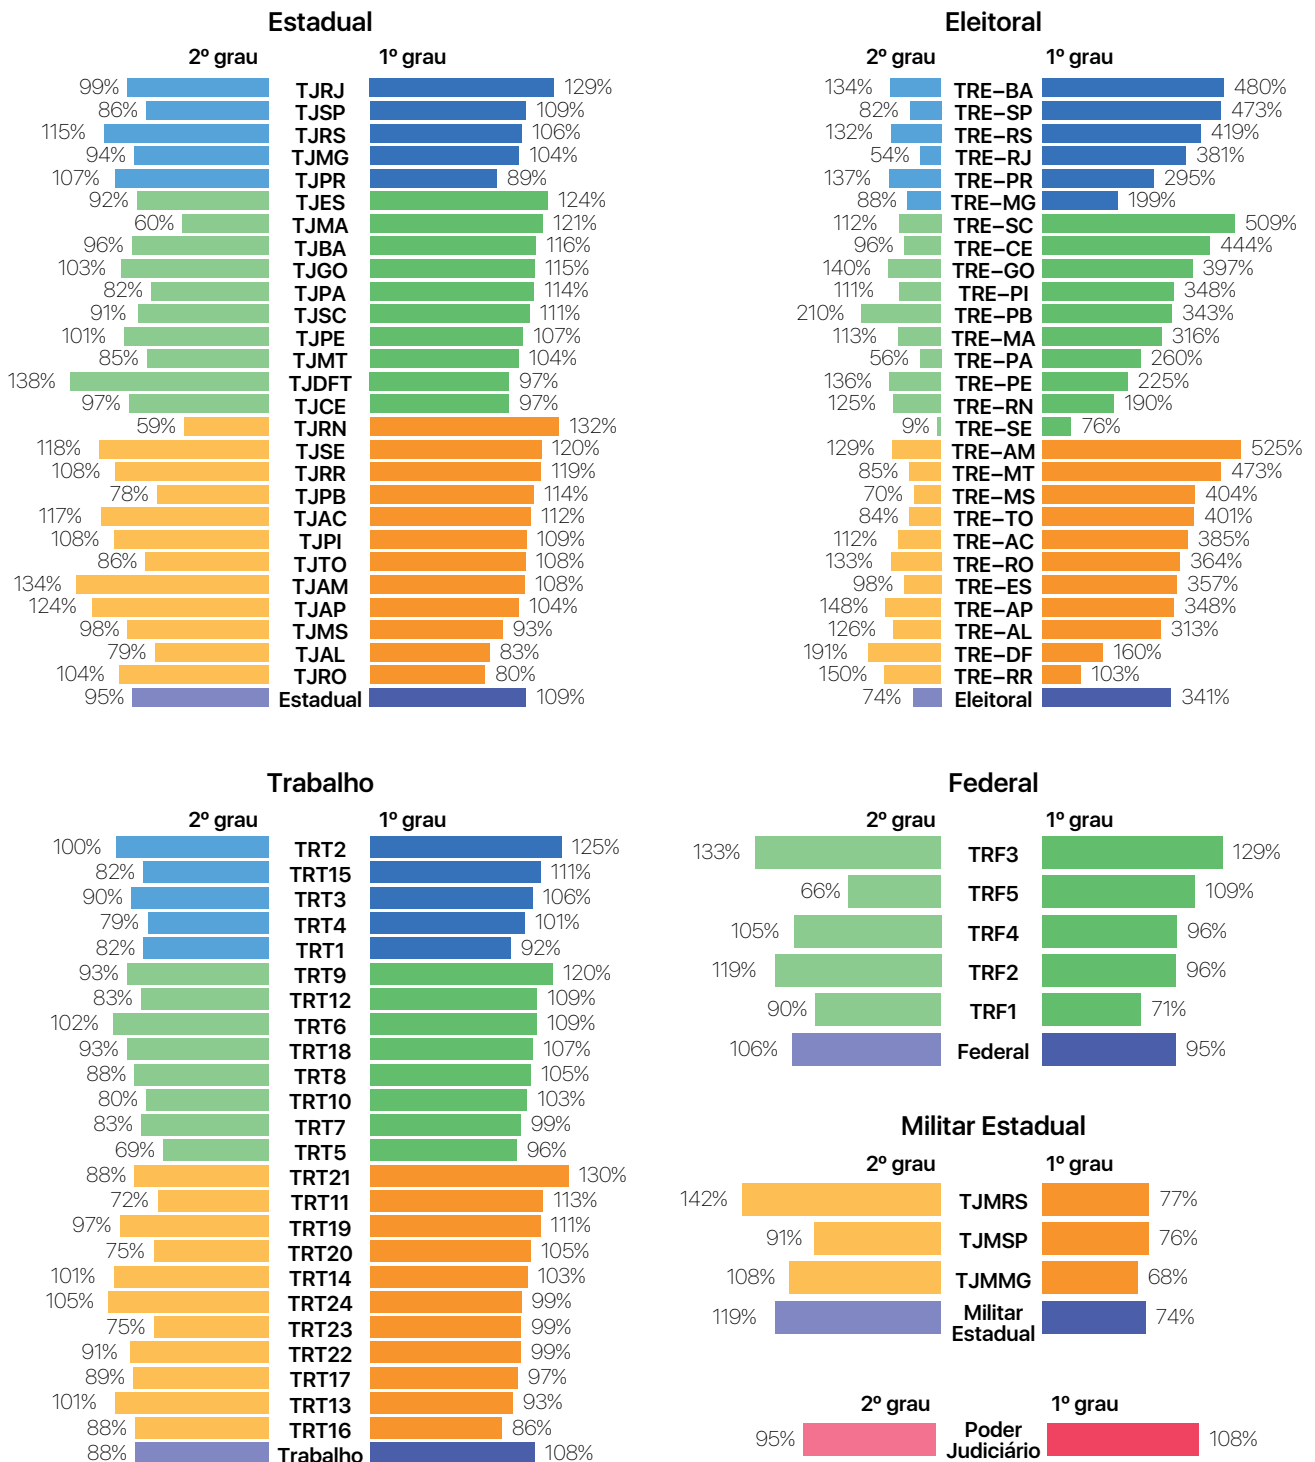 Estadual
2º grau 1º grau
99% TJRJ 129%
86% TJSP 109%
115% TJRS 106%
94% TJMG 104%
107% TJPR 89%
92% TJES 124%
60% TJMA 121%
96% TJBA 116%
103% TJGO 115%
82% TJPA 114%
91% TJSC 111%
101% TJPE 107%
85% TJMT 104%
138% TJDFT 97%
97% TJCE 97%
59% TJRN 132%
118% TJSE 120%
108% TJRR 119%
78% TJPB 114%
117% TJAC 112%
108% TJPI 109%
86% TJTO 108%
134% TJAM 108%
124% TJAP 104%
98% TJMS 93%
79% TJAL 83%
104% TJRO 80%
95% Estadual 109%
Eleitoral
2º grau 1º grau
134% TRE–BA 480%
82% TRE–SP 473%
132% TRE–RS 419%
54% TRE–RJ 381%
137% TRE–PR 295%
88% TRE–MG 199%
112% TRE–SC 509%
96% TRE–CE 444%
140% TRE–GO 397%
111% TRE–PI 348%
210% TRE–PB 343%
113% TRE–MA 316%
56% TRE–PA 260%
136% TRE–PE 225%
125% TRE–RN 190%
9% TRE–SE 76%
129% TRE–AM 525%
85% TRE–MT 473%
70% TRE–MS 404%
84% TRE–TO 401%
112% TRE–AC 385%
133% TRE–RO 364%
98% TRE–ES 357%
148% TRE–AP 348%
126% TRE–AL 313%
191% TRE–DF 160%
150% TRE–RR 103%
74% Eleitoral 341%
Trabalho
2º grau 1º grau
100% TRT2 125%
82% TRT15 111%
90% TRT3 106%
79% TRT4 101%
82% TRT1 92%
93% TRT9 120%
83% TRT12 109%
102% TRT6 109%
93% TRT18 107%
88% TRT8 105%
80% TRT10 103%
83% TRT7 99%
69% TRT5 96%
88% TRT21 130%
72% TRT11 113%
97% TRT19 111%
75% TRT20 105%
101% TRT14 103%
105% TRT24 99%
75% TRT23 99%
91% TRT22 99%
89% TRT17 97%
101% TRT13 93%
88% TRT16 86%
88% Trabalho 108%
Federal
2º grau 1º grau
133% TRF3 129%
66% TRF5 109%
105% TRF4 96%
119% TRF2 96%
90% TRF1 71%
106% Federal 95%
Militar Estadual
2º grau 1º grau
142% TJMRS 77%
91% TJMSP 76%
108% TJMMG 68%
119% Militar 74%
Estadual
2º grau 1º grau
95% Poder 108%
Judiciário